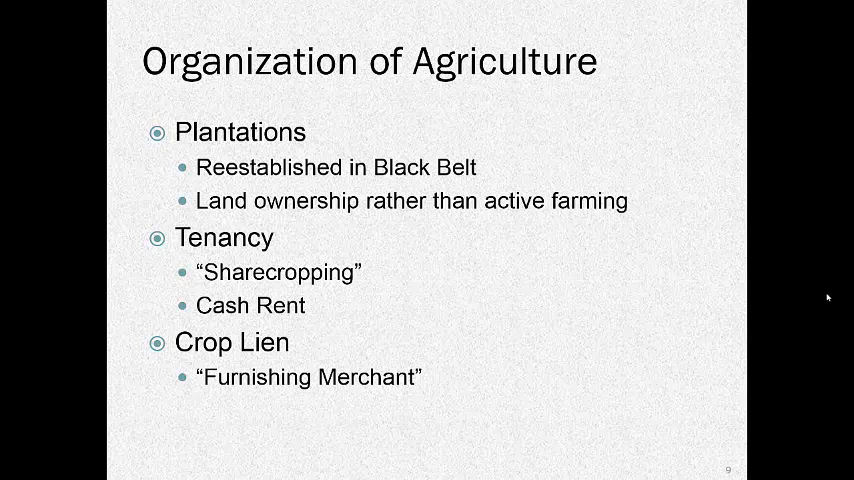 Organization of Agriculture
Plantations
Reestablished in Black Belt
Land ownership rather than active farming
Tenancy
“Sharecropping”
Cash Rent
Crop Lien
“Furnishing Merchant”
9